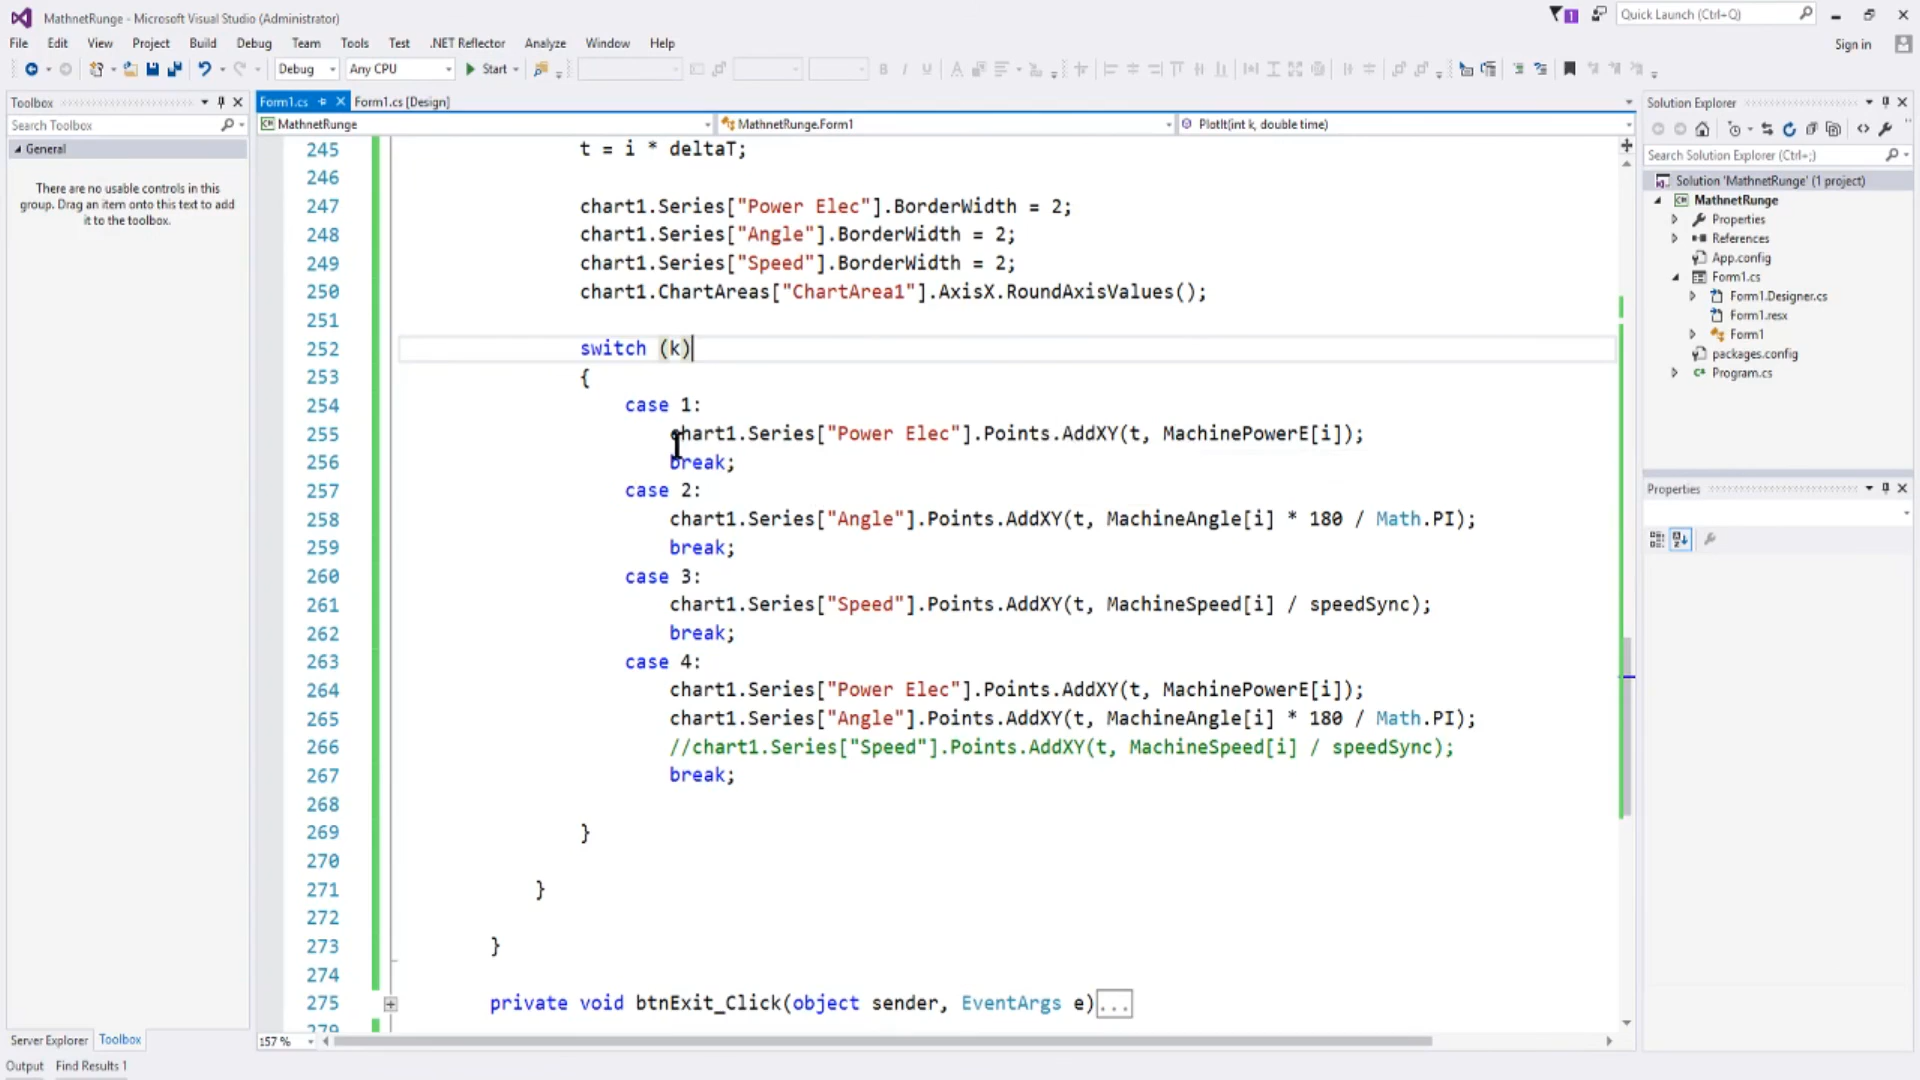 MathnetRunge - Microsoft Visual Studio (Administrator)
1
Quick Launch (Ctrl+Q)
File Edit View Project Build Debug Team Tools Test .NET Reflector Analyze Window Help
Sign in
Debug Any CPU Start
Toolbox
Form1.cs Form1.cs [Design]
Solution Explorer
Search Toolbox
MathnetRunge MathnetRunge.Form1 PlotIt(int k, double time)
General
Search Solution Explorer (Ctrl+;)
There are no usable controls in this
group. Drag an item onto this text to add
it to the toolbox.
Solution 'MathnetRunge' (1 project)
MathnetRunge
Properties
References
App.config
Form1.cs
Form1.Designer.cs
Form1.resx
Form1
packages.config
Program.cs
Properties
245 t = i * deltaT;
246
247 chart1.Series["Power Elec"].BorderWidth = 2;
248 chart1.Series["Angle"].BorderWidth = 2;
249 chart1.Series["Speed"].BorderWidth = 2;
250 chart1.ChartAreas["ChartArea1"].AxisX.RoundAxisValues();
251
252 switch (k)
253 {
254 case 1:
255 chart1.Series["Power Elec"].Points.AddXY(t, MachinePowerE[i]);
256 break;
257 case 2:
258 chart1.Series["Angle"].Points.AddXY(t, MachineAngle[i] * 180 / Math.PI);
259 break;
260 case 3:
261 chart1.Series["Speed"].Points.AddXY(t, MachineSpeed[i] / speedSync);
262 break;
263 case 4:
264 chart1.Series["Power Elec"].Points.AddXY(t, MachinePowerE[i]);
265 chart1.Series["Angle"].Points.AddXY(t, MachineAngle[i] * 180 / Math.PI);
266 //chart1.Series["Speed"].Points.AddXY(t, MachineSpeed[i] / speedSync);
267 break;
268
269 }
270
271 }
272
273 }
274
275 private void btnExit_Click(object sender, EventArgs e)...
279
157 %
Server Explorer Toolbox
Output Find Results 1